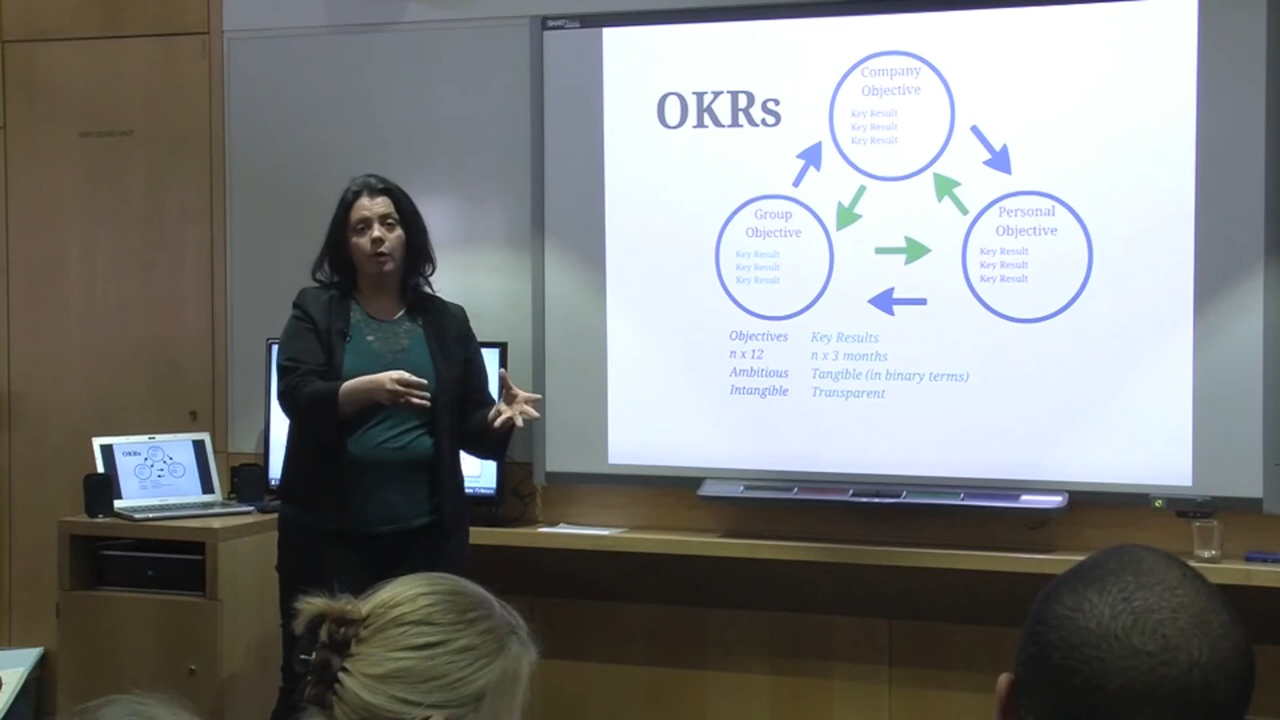 OKRs
Company
Objective
Key Result
Key Result
Key Result
Group
Objective
Key Result
Key Result
Key Result
Personal
Objective
Key Result
Key Result
Key Result
Objectives
n x 12
Ambitious
Intangible
Key Results
n x 3 months
Tangible (in binary terms)
Transparent
OKRs